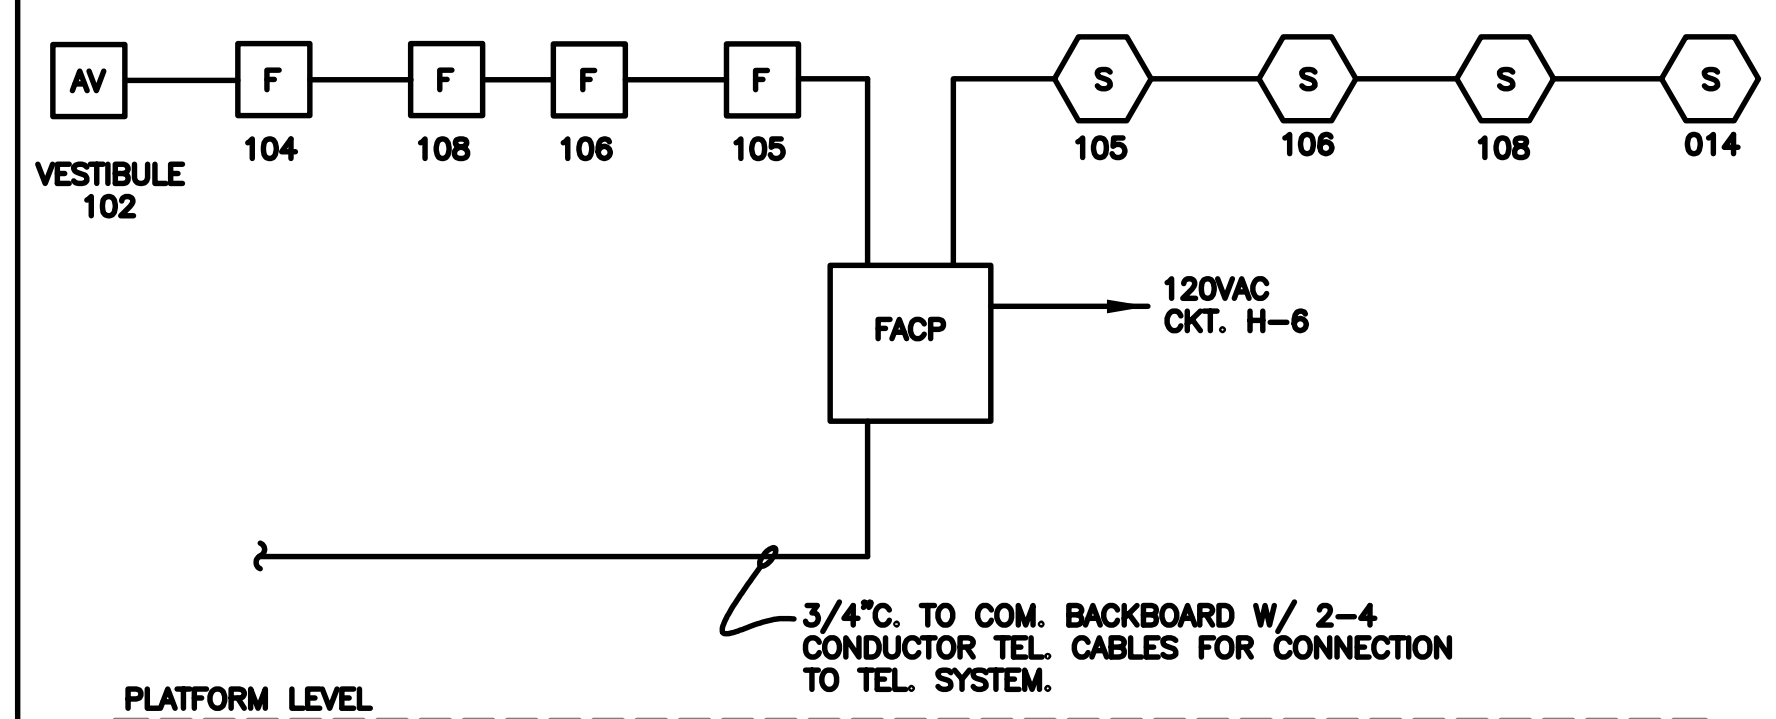 AV F F F F S S S S
104 108 106 105 105 106 108 014
VESTIBULE
102
120VAC
CKT. H-6
FACP
3/4"C. TO COM. BACKBOARD W/ 2-4
CONDUCTOR TEL. CABLES FOR CONNECTION
TO TEL. SYSTEM.
PLATFORM LEVEL